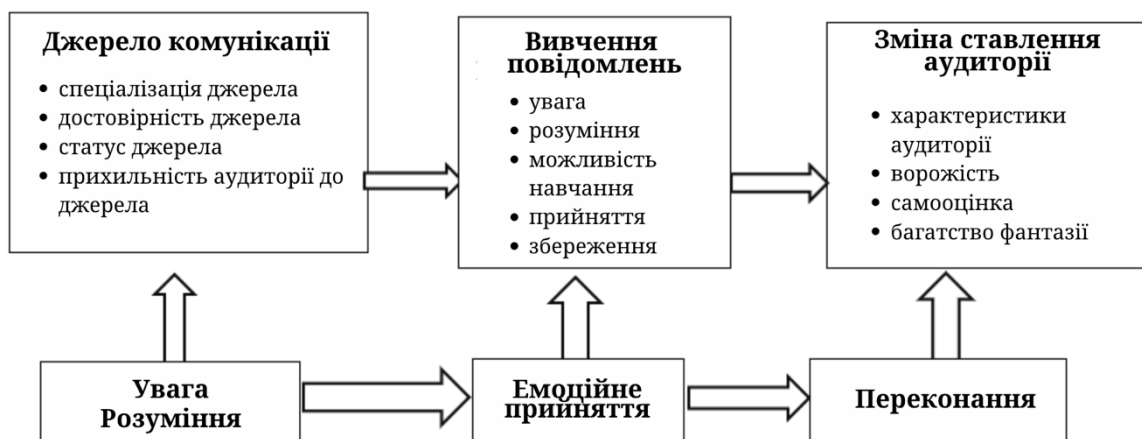 Джерело комунікації
• спеціалізація джерела
• достовірність джерела
• статус джерела
• прихильність аудиторії до
джерела
Вивчення
повідомлень
• увага
• розуміння
• можливість
навчання
• прийняття
• збереження
Зміна ставлення
аудиторії
• характеристики
аудиторії
• ворожість
• самооцінка
• багатство фантазії
Увага
Розуміння
Емоційне
прийняття
Переконання